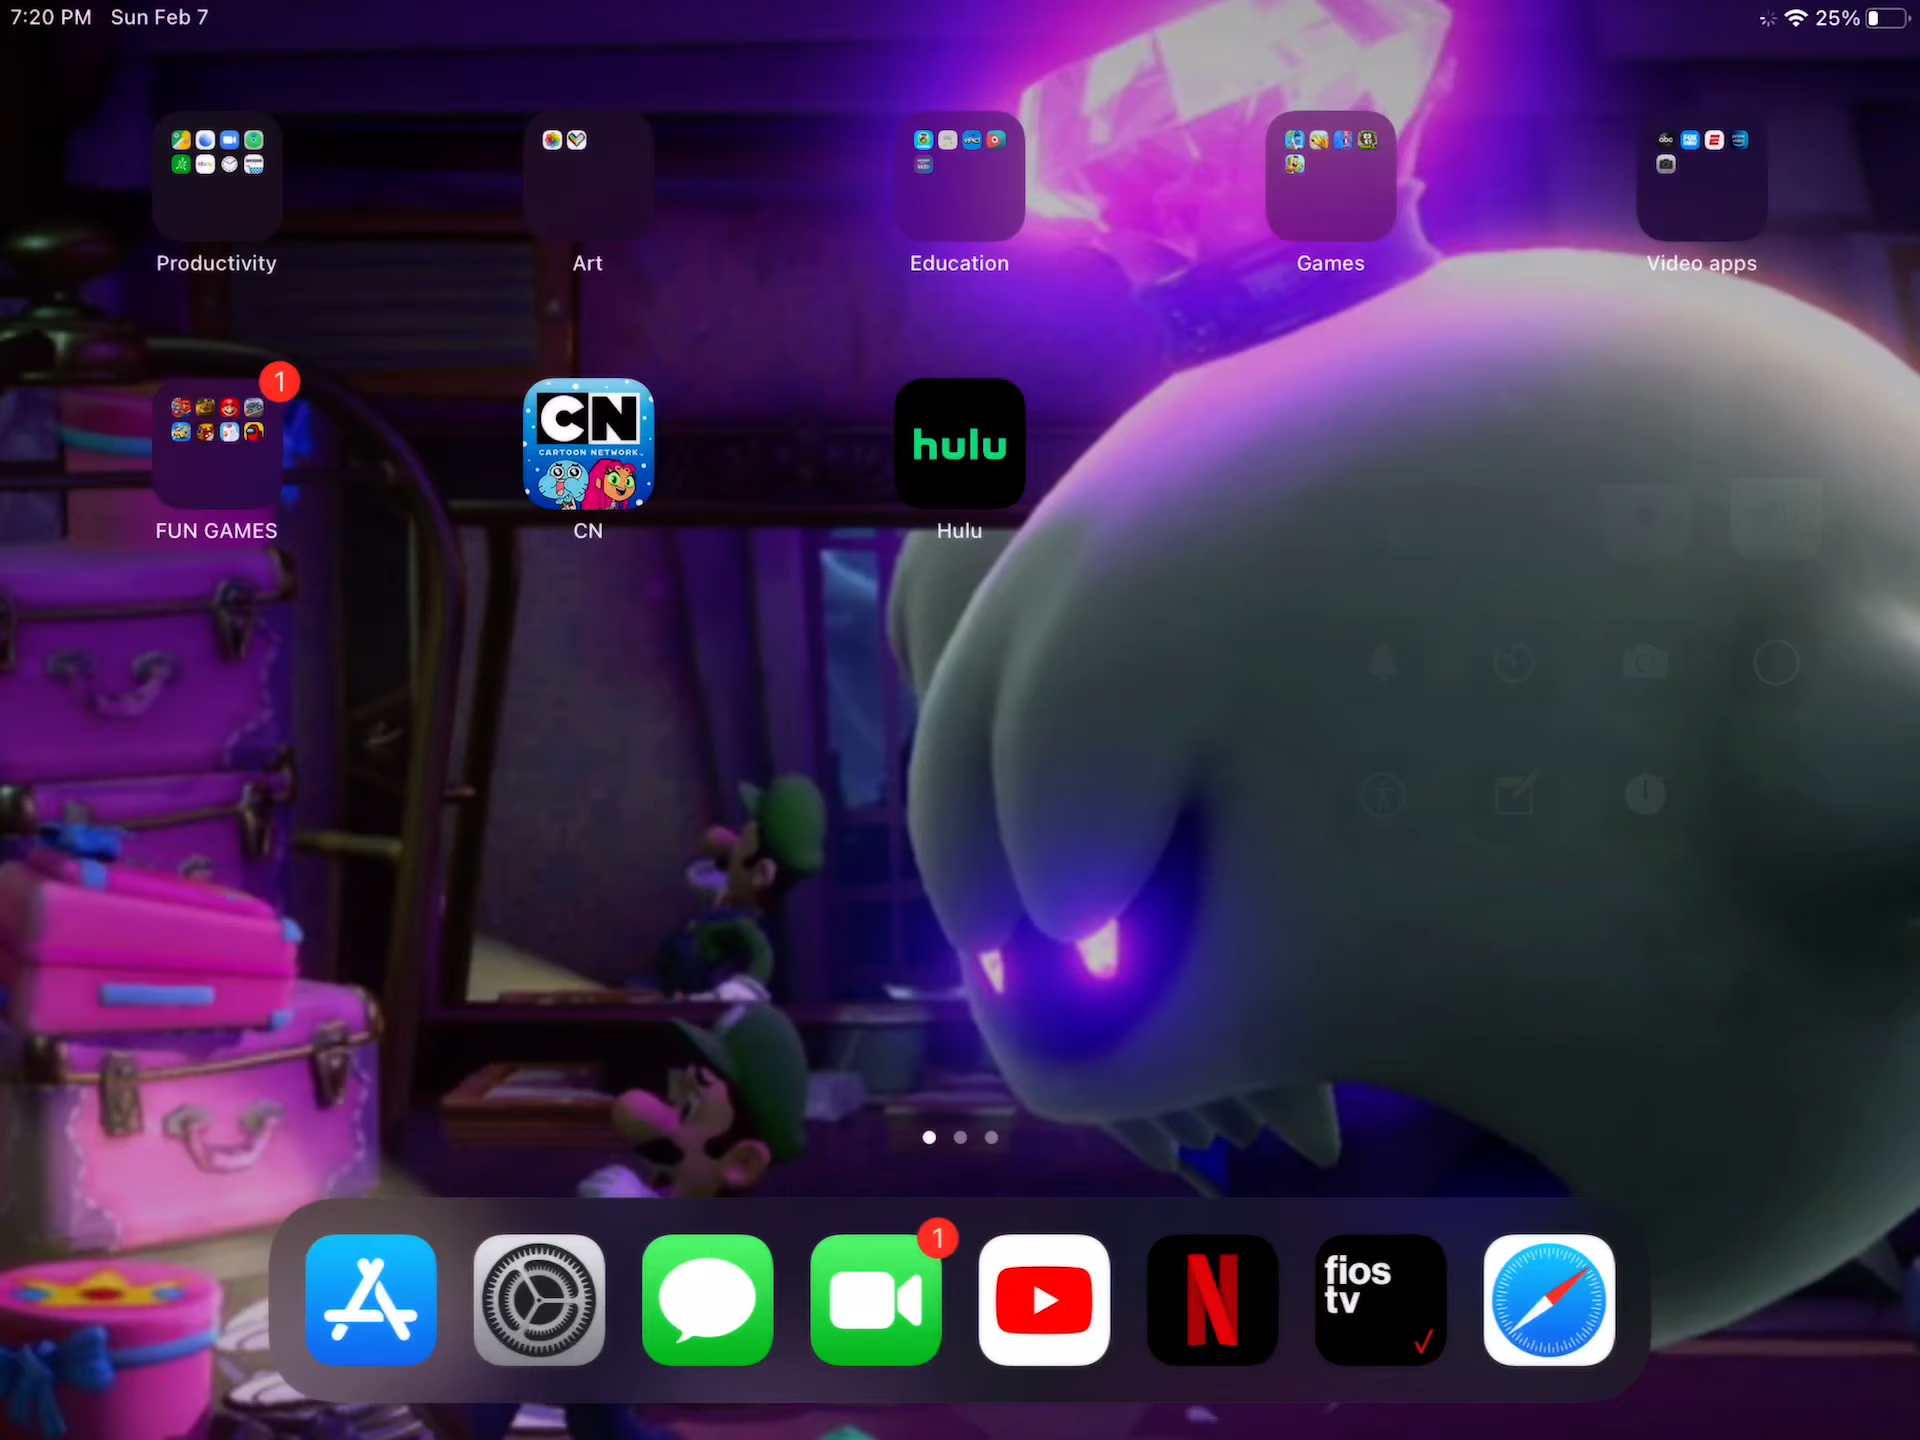 7:20 PM Sun Feb 7
25%
abc
Productivity
Art
Education
Games
Video apps
1
CN
CARTOON NETWORK
hulu
FUN GAMES
CN
Hulu
1
fios
tv